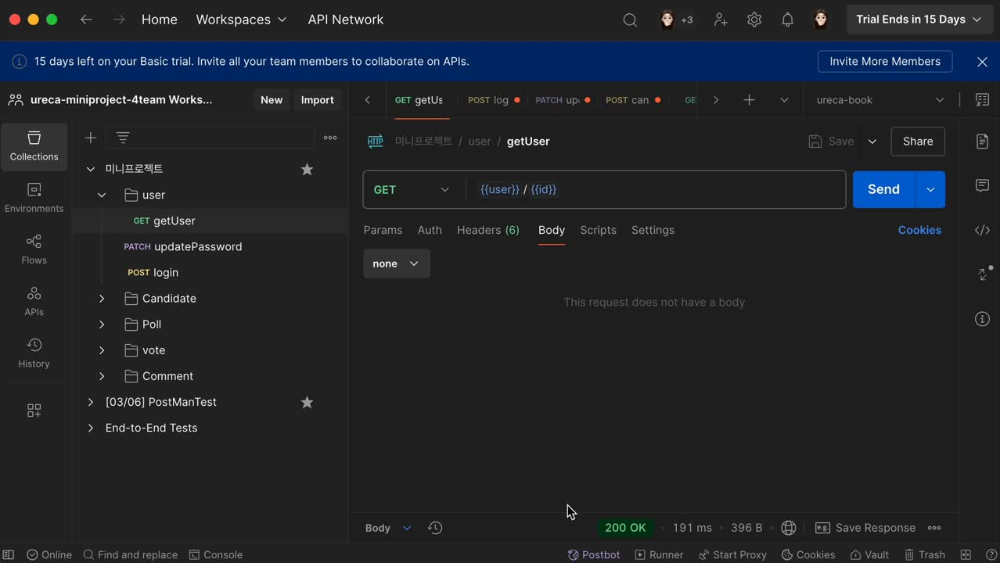 Home Workspaces API Network +3 Trial Ends in 15 Days
15 days left on your Basic trial. Invite all your team members to collaborate on APIs. Invite More Members
ureca-miniproject-4team Works... New Import
GET getUs POST log PATCH up POST can GE ureca-book
미니프로젝트 / user / getUser Save Share
Collections
Environments
Flows
APIs
History
미니프로젝트
user
GET getUser
PATCH updatePassword
POST login
Candidate
Poll
vote
Comment
[03/06] PostManTest
End-to-End Tests
HTTP
GET {{user}} / {{id}} Send
Params Auth Headers (6) Body Scripts Settings Cookies
none
This request does not have a body
Body 200 OK 191 ms 396 B e.g. Save Response
Online Find and replace Console Postbot Runner Start Proxy Cookies Vault Trash